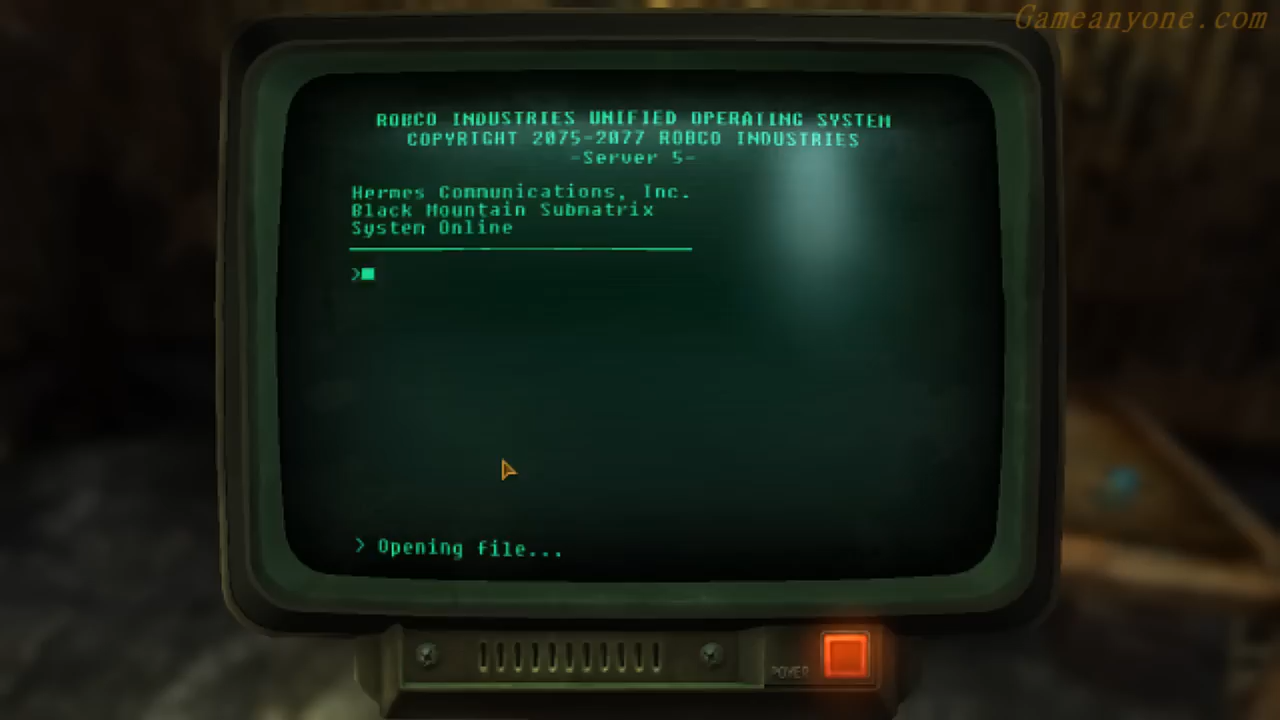 Gameanyone.com
ROBCO INDUSTRIES UNIFIED OPERATING SYSTEM
COPYRIGHT 2075-2077 ROBCO INDUSTRIES
-Server 5-
Hermes Communications, Inc.
Black Mountain Submatrix
System Online
>
> Opening file...
POWER